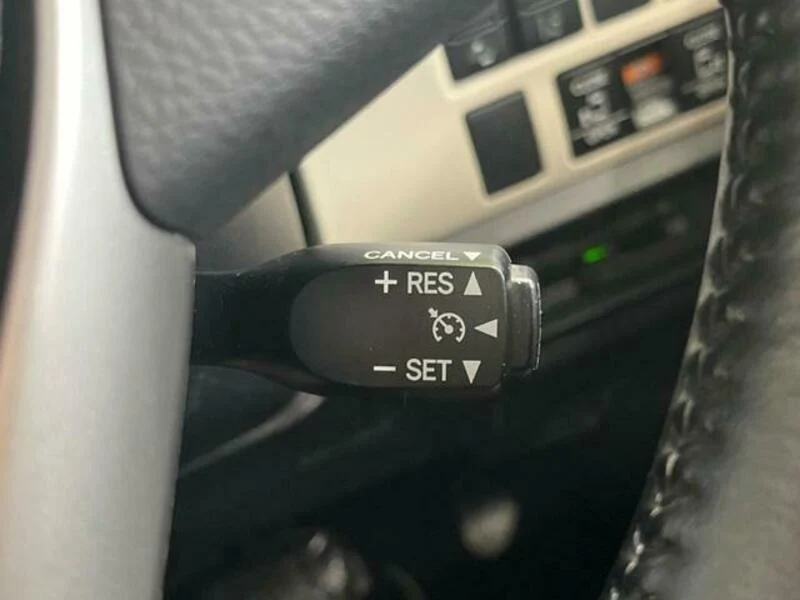 CANCEL▼
+ RES ▲
◀
− SET ▼